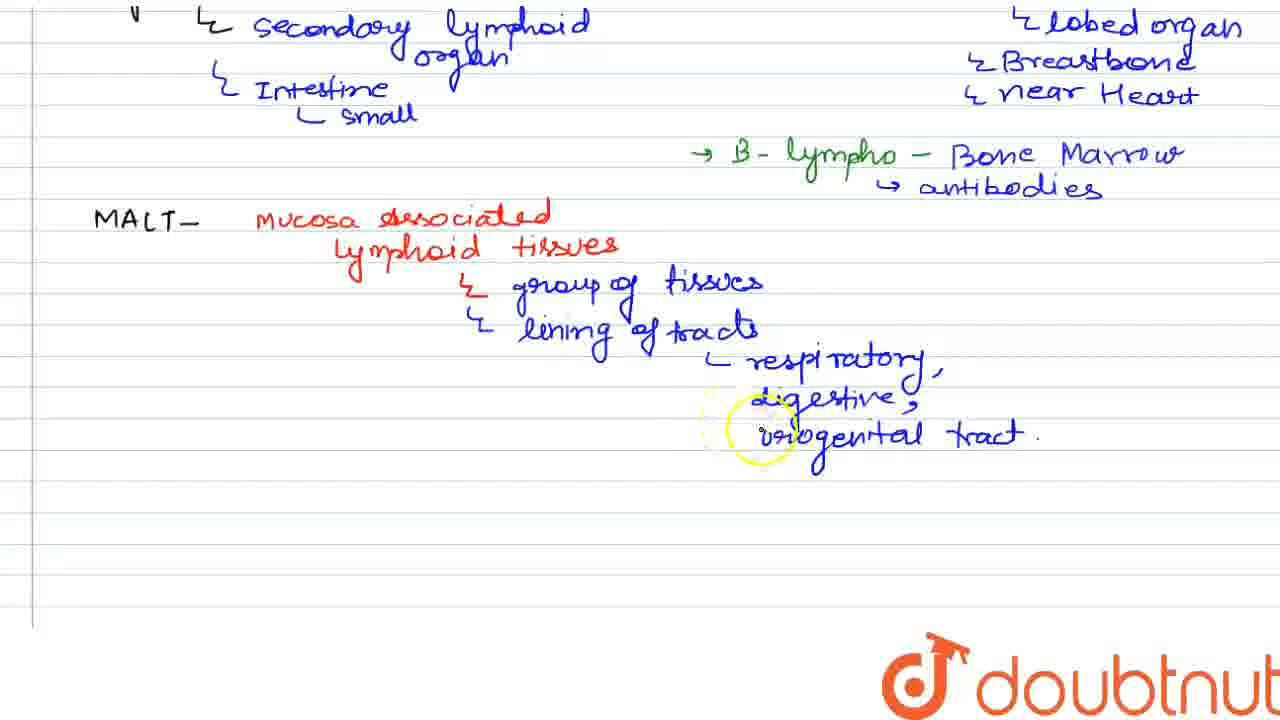 secondary lymphoid
organ
Intestine
small
lobed organ
Breastbone
near Heart
B- lympho - Bone Marrow
antibodies
MALT - Mucosa associated
lymphoid tissues
group of tissues
lining of tracts
respiratory,
digestive,
urogenital tract.
doubtnut